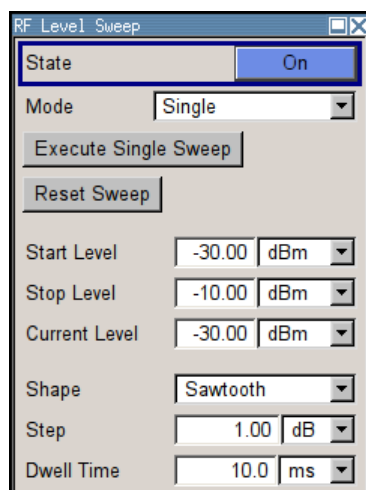 RF Level Sweep
State On
Mode Single
Execute Single Sweep
Reset Sweep
Start Level -30.00 dBm
Stop Level -10.00 dBm
Current Level -30.00 dBm
Shape Sawtooth
Step 1.00 dB
Dwell Time 10.0 ms